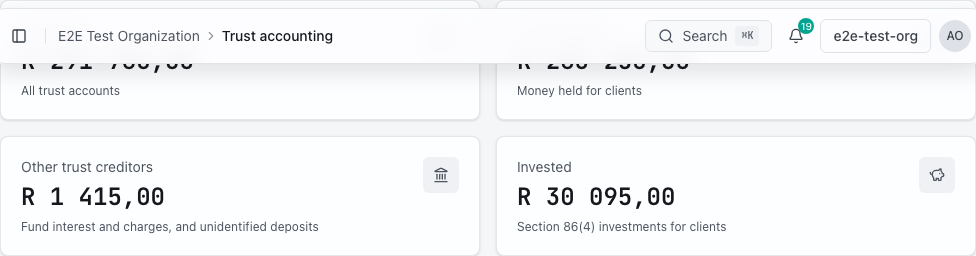 E2E Test Organization > Trust accounting
Search ⌘K
19
e2e-test-org
AO
All trust accounts
Money held for clients
Other trust creditors
R 1 415,00
Fund interest and charges, and unidentified deposits
Invested
R 30 095,00
Section 86(4) investments for clients